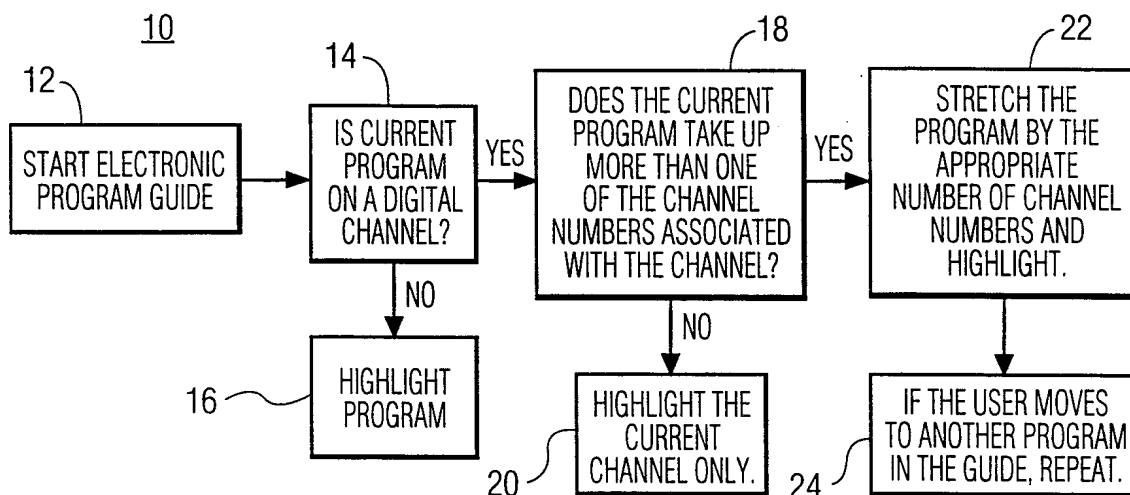 10
12
START ELECTRONIC
PROGRAM GUIDE
14
IS CURRENT
PROGRAM
ON A DIGITAL
CHANNEL?
YES
NO
16
HIGHLIGHT
PROGRAM
18
DOES THE CURRENT
PROGRAM TAKE UP
MORE THAN ONE
OF THE CHANNEL
NUMBERS ASSOCIATED
WITH THE CHANNEL?
YES
NO
20
HIGHLIGHT THE
CURRENT
CHANNEL ONLY.
22
STRETCH THE
PROGRAM BY THE
APPROPRIATE
NUMBER OF CHANNEL
NUMBERS AND
HIGHLIGHT.
24
IF THE USER MOVES
TO ANOTHER PROGRAM
IN THE GUIDE, REPEAT.